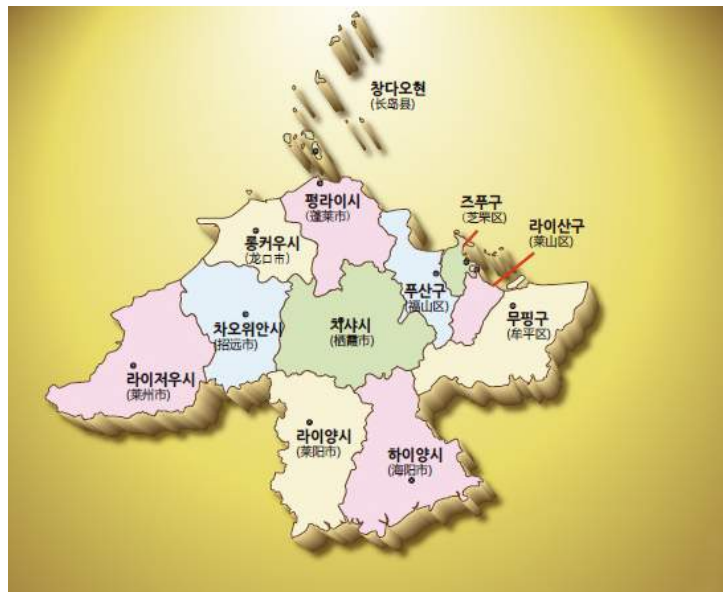 창다오현
(长岛县)
펑라이시
(蓬莱市)
즈푸구
(芝罘区)
라이산구
(莱山区)
룽커우시
(龙口市)
푸산구
(福山区)
무핑구
(牟平区)
차오위안시
(招远市)
치샤시
(栖霞市)
라이저우시
(莱州市)
라이양시
(莱阳市)
하이양시
(海阳市)